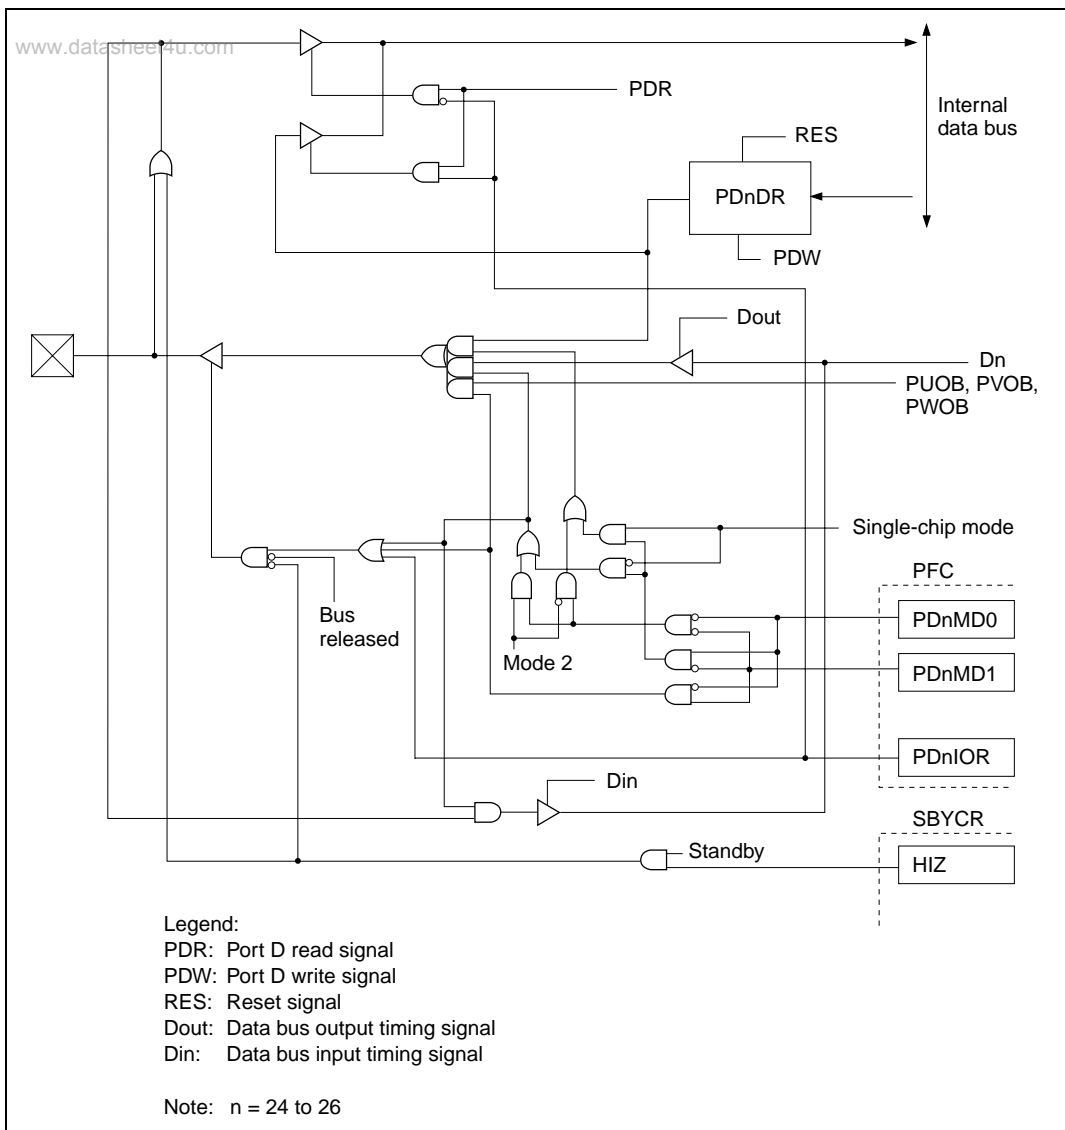 www.datasheet4u.com
PDR
Internal
data bus
RES
PDnDR
PDW
Dout
Dn
PUOB, PVOB,
PWOB
Single-chip mode
PFC
Bus
released
PDnMD0
Mode 2
PDnMD1
PDnIOR
Din
SBYCR
Standby
HIZ
Legend:
PDR: Port D read signal
PDW: Port D write signal
RES: Reset signal
Dout: Data bus output timing signal
Din: Data bus input timing signal
Note: n = 24 to 26